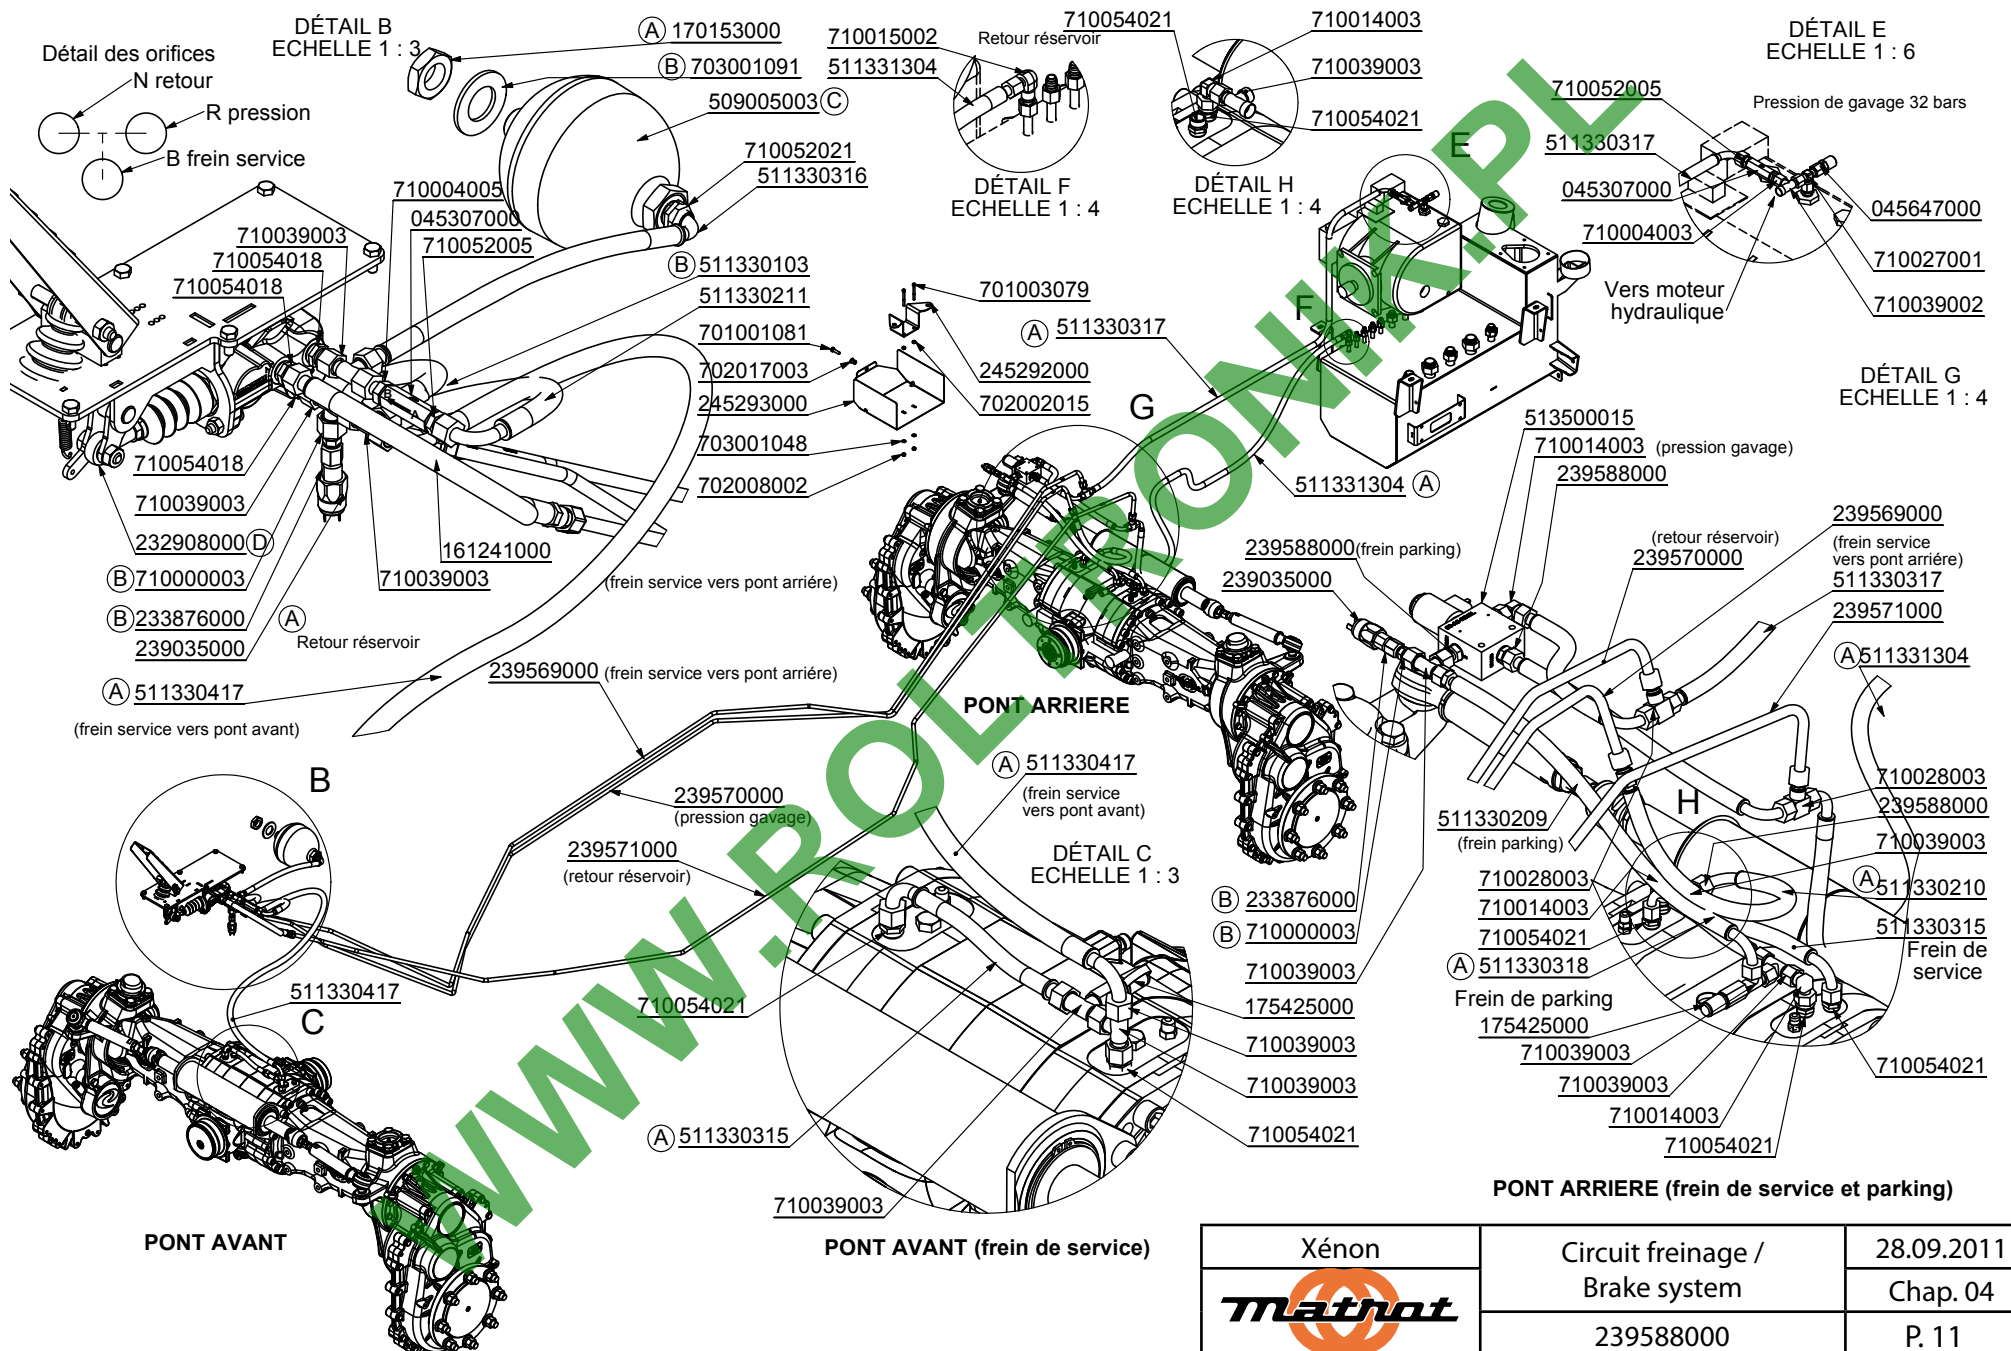 DÉTAIL B
ECHELLE 1 : 3
Détail des orifices
N retour
R pression
B frein service
A 170153000
B 703001091
509005003 C
710052021
511330316
710004005
045307000
710052005
710039003
710054018
710054018
B 511330103
511330211
701001081
702017003
245293000
703001048
702008002
701003079
A 511330317
245292000
702002015
710054018
710039003
232908000 D
B 710000003
B 233876000
239035000
A
Retour réservoir
161241000
710039003
(frein service vers pont arriére)
A 511330417
(frein service vers pont avant)
710015002
511331304
Retour réservoir
710054021
DÉTAIL F
ECHELLE 1 : 4
710014003
710039003
710054021
DÉTAIL H
ECHELLE 1 : 4
DÉTAIL E
ECHELLE 1 : 6
Pression de gavage 32 bars
710052005
511330317
045307000
710004003
Vers moteur
hydraulique
045647000
710027001
710039002
E
F
G
511331304 A
DÉTAIL G
ECHELLE 1 : 4
513500015
710014003 (pression gavage)
239588000
239569000
(frein service
vers pont arriére)
(retour réservoir)
239570000
511330317
239571000
A 511331304
239588000 (frein parking)
239035000
PONT ARRIERE
239569000 (frein service vers pont arriére)
239570000
(pression gavage)
239571000
(retour réservoir)
A 511330417
(frein service
vers pont avant)
DÉTAIL C
ECHELLE 1 : 3
B
511330417
C
PONT AVANT
710054021
A 511330315
710039003
175425000
710039003
710039003
710054021
PONT AVANT (frein de service)
B 233876000
B 710000003
710039003
511330209
(frein parking)
H
710028003
710014003
710054021
A 511330318
Frein de parking
175425000
710039003
710039003
710014003
710054021
710028003
239588000
710039003
A 511330210
511330315
Frein de
service
710054021
PONT ARRIERE (frein de service et parking)
Xénon
Circuit freinage /
Brake system
28.09.2011
Chap. 04
matrot
239588000
P. 11
WWW.ROLTRONIK.PL